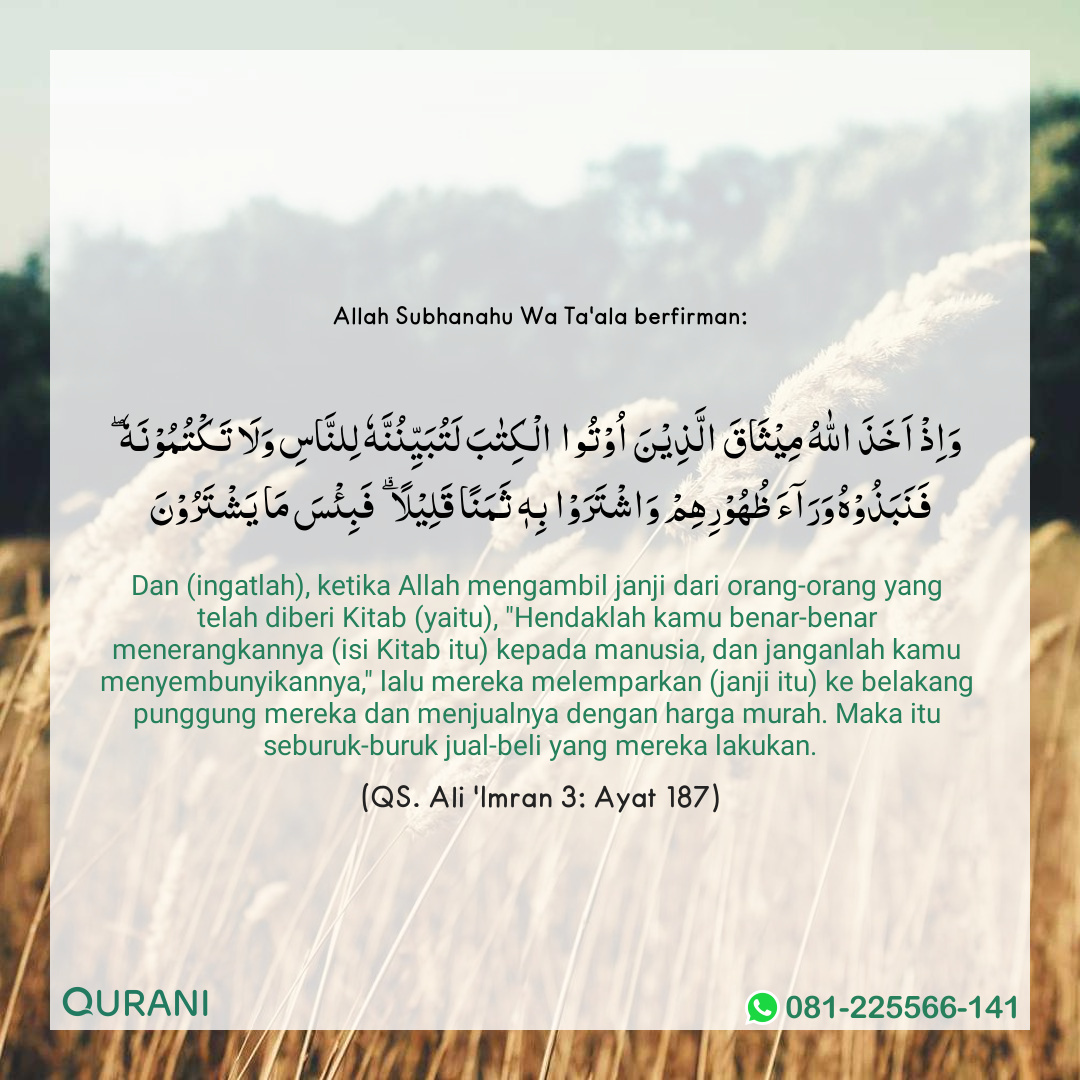 Allah Subhanahu Wa Ta'ala berfirman:
وَاِذْ اَخَذَ اللّٰهُ مِيْثَاقَ الَّذِيْنَ اُوْتُوا الْكِتٰبَ لَتُبَيِّنُنَّهٗ لِلنَّاسِ وَلَا تَكْتُمُوْنَهٗۖ
فَنَبَذُوْهُ وَرَاۤءَ ظُهُوْرِهِمْ وَاشْتَرَوْا بِهٖ ثَمَنًا قَلِيْلًاۗ فَبِئْسَ مَا يَشْتَرُوْنَ
Dan (ingatlah), ketika Allah mengambil janji dari orang-orang yang
telah diberi Kitab (yaitu), "Hendaklah kamu benar-benar
menerangkannya (isi Kitab itu) kepada manusia, dan janganlah kamu
menyembunyikannya," lalu mereka melemparkan (janji itu) ke belakang
punggung mereka dan menjualnya dengan harga murah. Maka itu
seburuk-buruk jual-beli yang mereka lakukan.
(QS. Ali 'Imran 3: Ayat 187)
QURANI
081-225566-141